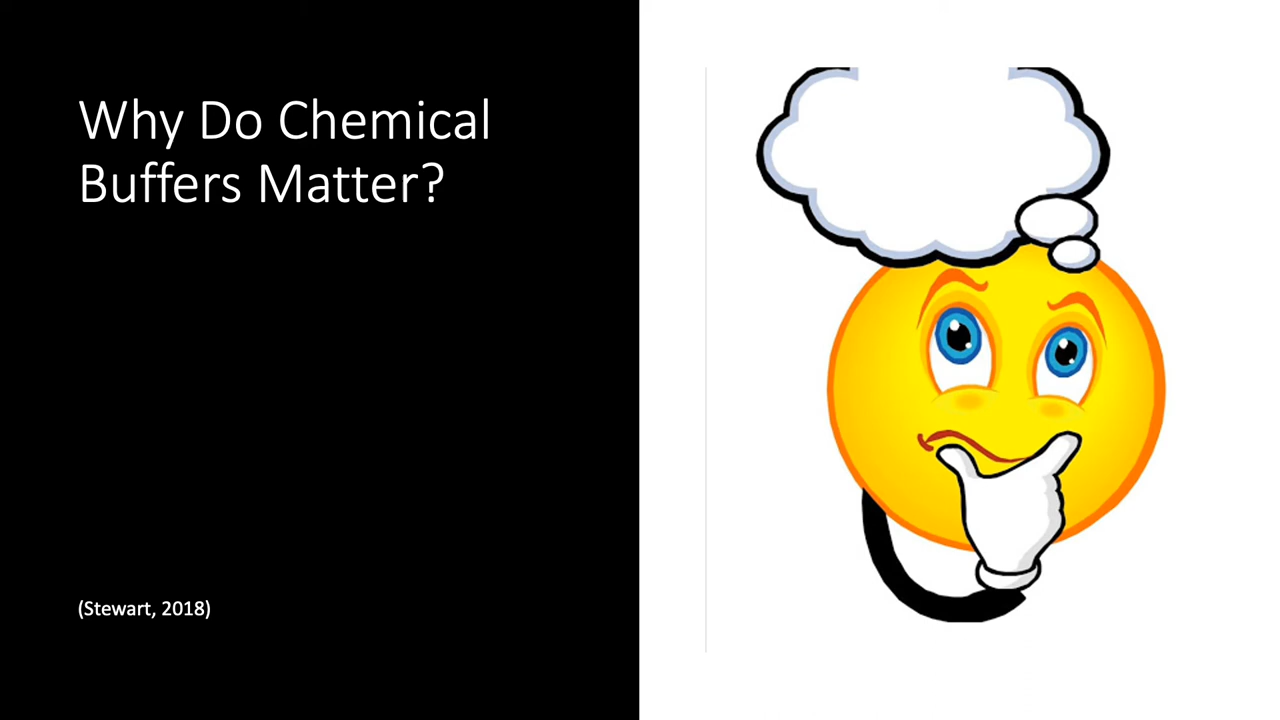 Why Do Chemical
Buffers Matter?
(Stewart, 2018)